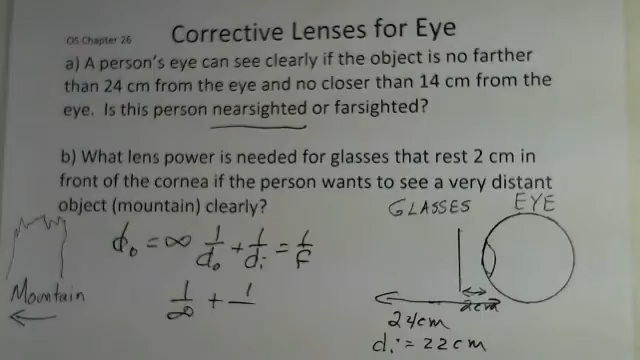 OS Chapter 26
Corrective Lenses for Eye
a) A person's eye can see clearly if the object is no farther
than 24 cm from the eye and no closer than 14 cm from the
eye. Is this person nearsighted or farsighted?
b) What lens power is needed for glasses that rest 2 cm in
front of the cornea if the person wants to see a very distant
object (mountain) clearly?
GLASSES EYE
d₀ = ∞ 1/d₀ + 1/dᵢ = 1/F
Mountain
1/∞ + 1/
2cm
24cm
dᵢ = 22cm